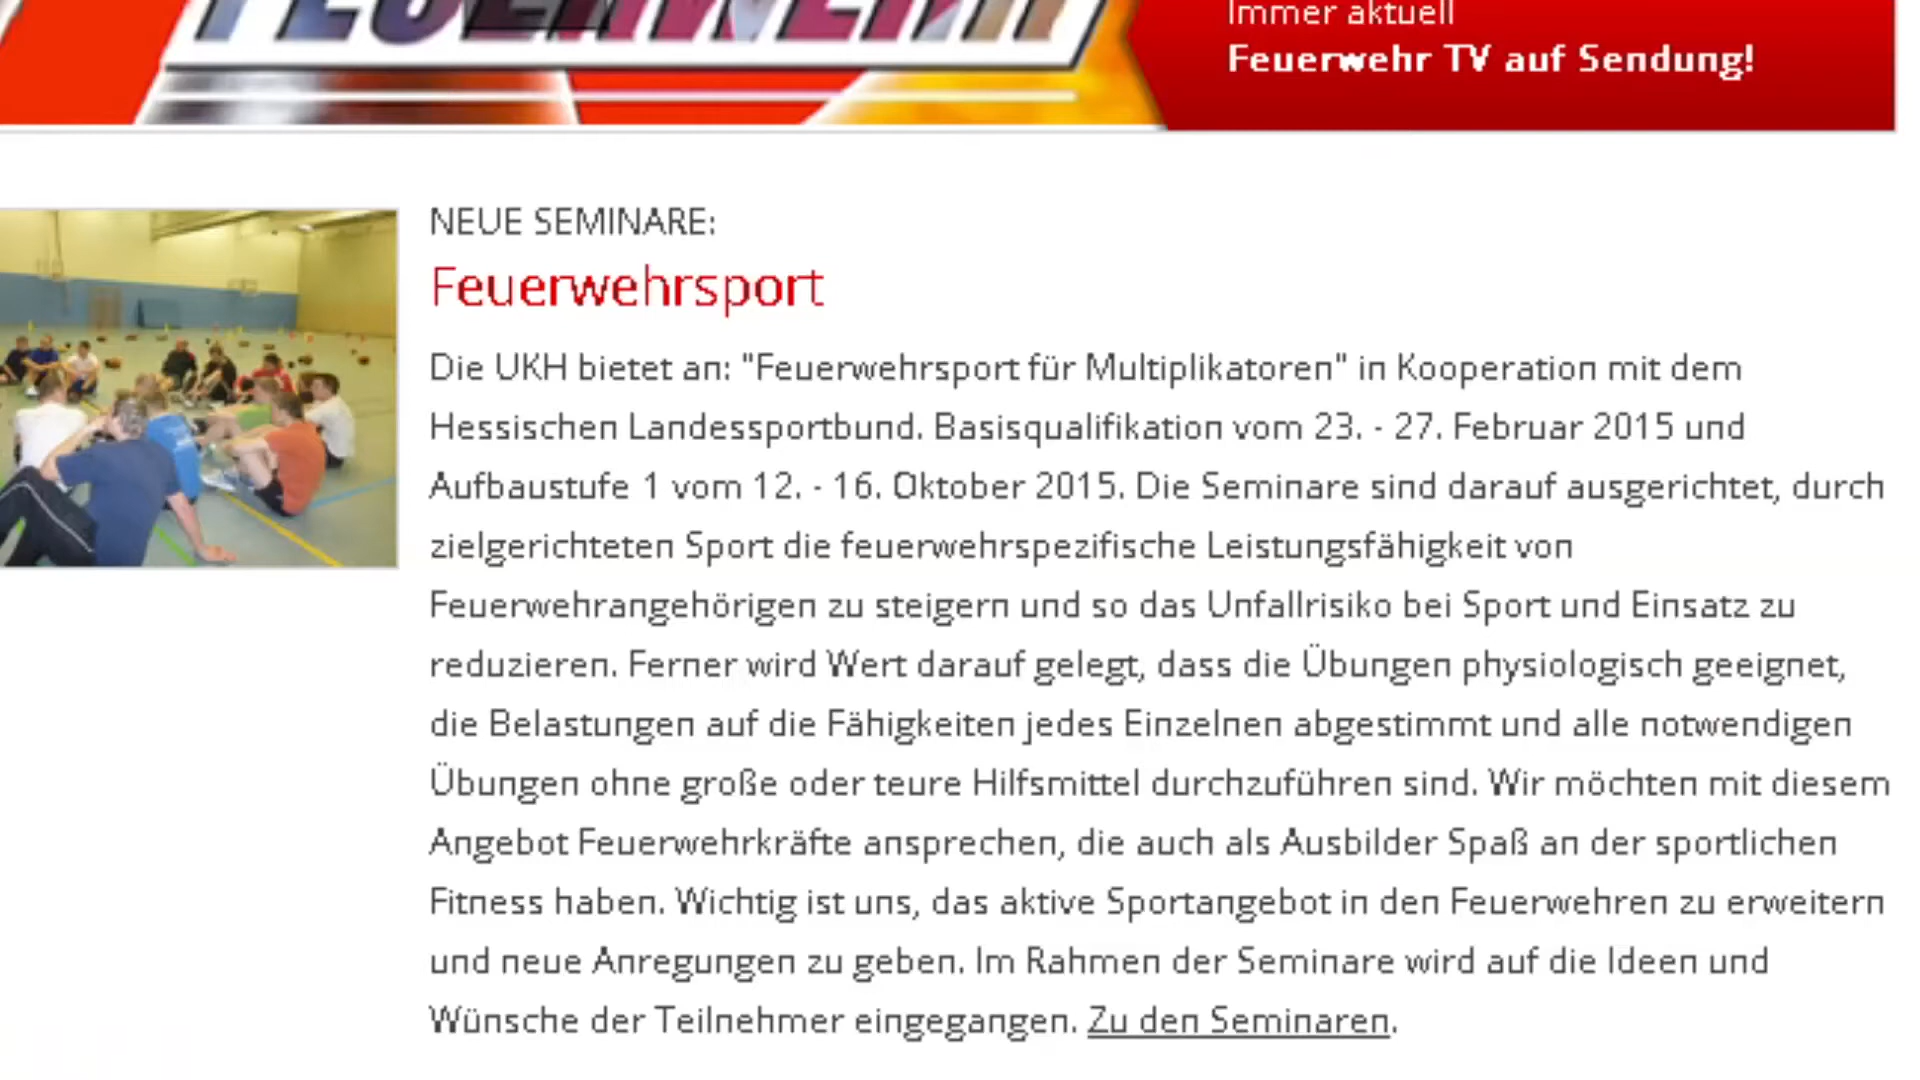 FEUERWEHR
Immer aktuell
Feuerwehr TV auf Sendung!
NEUE SEMINARE:
Feuerwehrsport
Die UKH bietet an: "Feuerwehrsport für Multiplikatoren" in Kooperation mit dem
Hessischen Landessportbund. Basisqualifikation vom 23. - 27. Februar 2015 und
Aufbaustufe 1 vom 12. - 16. Oktober 2015. Die Seminare sind darauf ausgerichtet, durch
zielgerichteten Sport die feuerwehrspezifische Leistungsfähigkeit von
Feuerwehrangehörigen zu steigern und so das Unfallrisiko bei Sport und Einsatz zu
reduzieren. Ferner wird Wert darauf gelegt, dass die Übungen physiologisch geeignet,
die Belastungen auf die Fähigkeiten jedes Einzelnen abgestimmt und alle notwendigen
Übungen ohne große oder teure Hilfsmittel durchzuführen sind. Wir möchten mit diesem
Angebot Feuerwehrkräfte ansprechen, die auch als Ausbilder Spaß an der sportlichen
Fitness haben. Wichtig ist uns, das aktive Sportangebot in den Feuerwehren zu erweitern
und neue Anregungen zu geben. Im Rahmen der Seminare wird auf die Ideen und
Wünsche der Teilnehmer eingegangen. Zu den Seminaren.